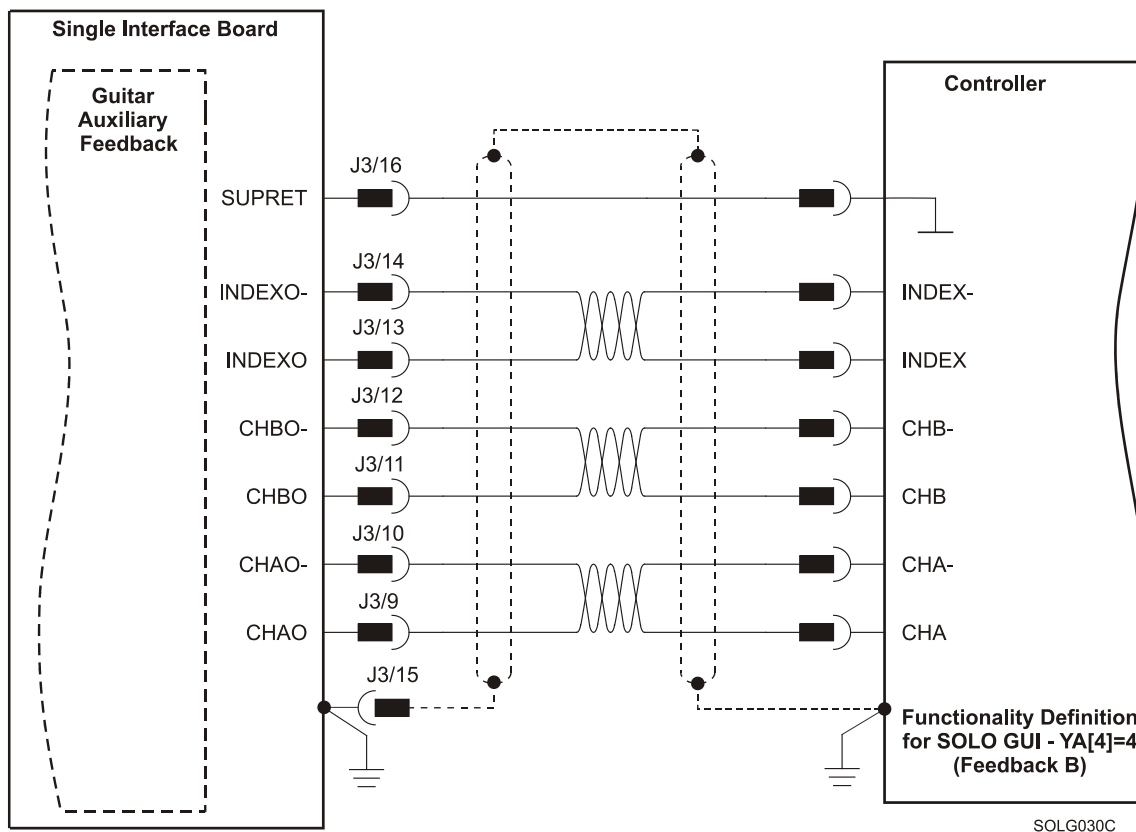 Single Interface Board
Guitar
Auxiliary
Feedback
Controller
J3/16
SUPRET
J3/14
INDEXO-
INDEX-
J3/13
INDEXO
INDEX
J3/12
CHBO-
CHB-
J3/11
CHBO
CHB
J3/10
CHAO-
CHA-
J3/9
CHAO
CHA
J3/15
Functionality Definition
for SOLO GUI - YA[4]=4
(Feedback B)
SOLG030C